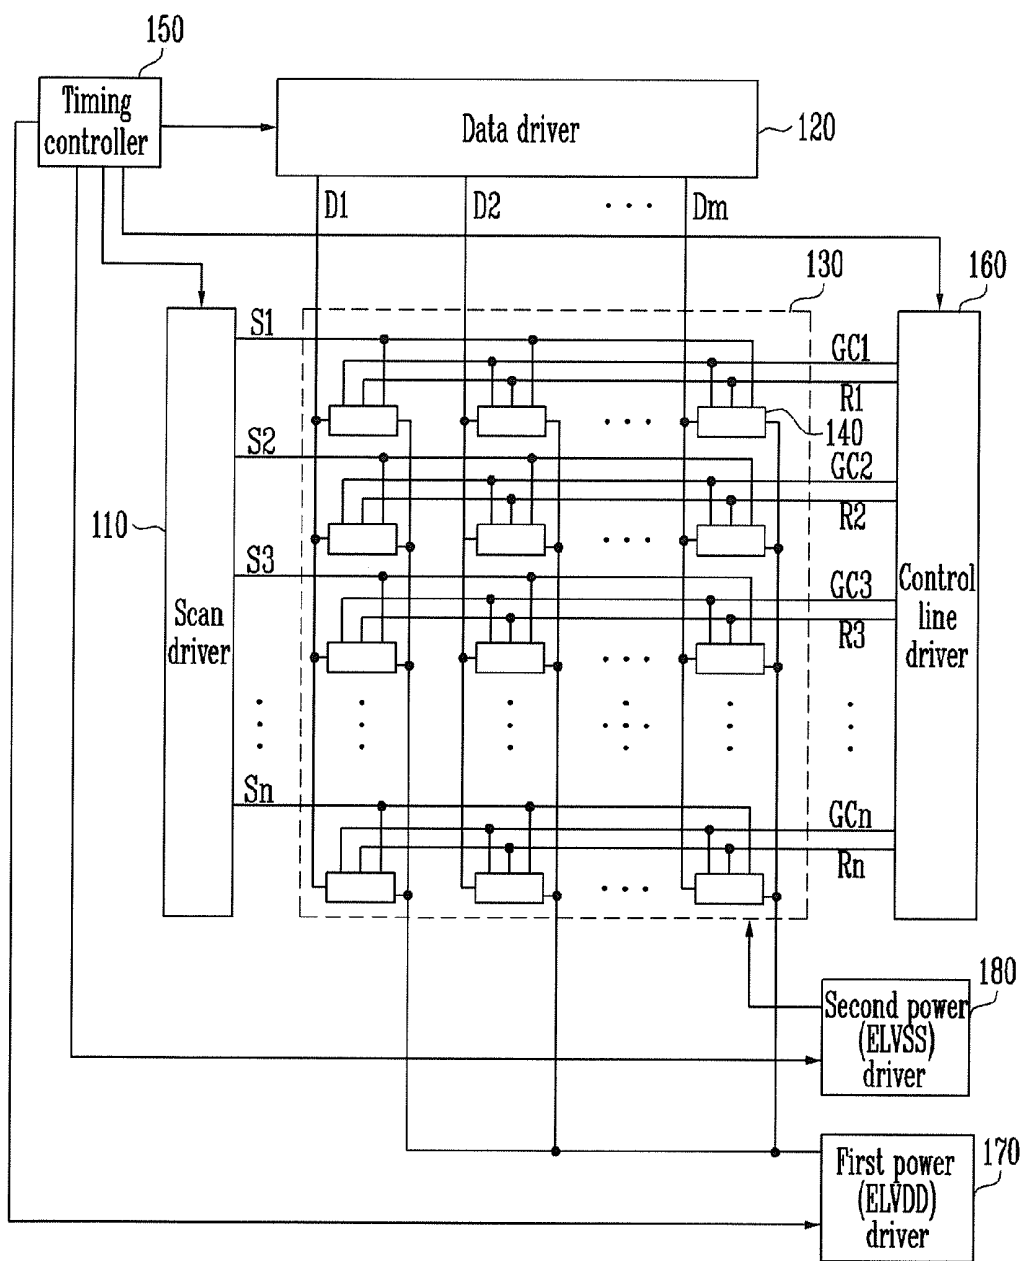 150
Timing
controller
Data driver
120
D1
D2
Dm
130
160
S1
GC1
R1
140
S2
GC2
R2
110
S3
GC3
R3
Scan
driver
Control
line
driver
Sn
GCn
Rn
180
Second power
(ELVSS)
driver
170
First power
(ELVDD)
driver